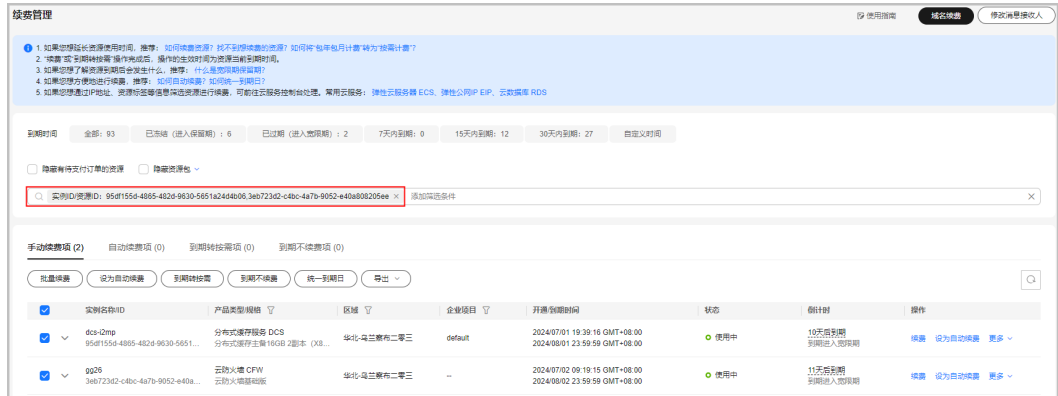 续费管理
使用指南
域名续费
修改消息接收人
1. 如果您想延长资源使用时间，推荐： 如何续费资源? 找不到想续费的资源? 如何将“包年包月计费”转为“按需计费”?
2. “续费”或“到期转按需”操作完成后，操作的生效时间为资源当前到期时间。
3. 如果您想了解资源到期后会发生什么，推荐： 什么是宽限期保留期?
4. 如果您想方便地进行续费，推荐： 如何自动续费? 如何统一到期日?
5. 如果您想通过IP地址、资源标签等信息筛选资源进行续费，可前往云服务控制台处理。常用云服务： 弹性云服务器 ECS、弹性公网IP EIP、云数据库 RDS
到期时间 全部：93 已冻结（进入保留期）：6 已过期（进入宽限期）：2 7天内到期：0 15天内到期：12 30天内到期：27 自定义时间
隐藏有待支付订单的资源 隐藏资源包
实例ID/资源ID：95df155d-4865-482d-9630-5651a24d4b06,3eb723d2-c4bc-4a7b-9052-e40a808205ee × 添加筛选条件 ×
手动续费项 (2) 自动续费项 (0) 到期转按需项 (0) 到期不续费项 (0)
批量续费 设为自动续费 到期转按需 到期不续费 统一到期日 导出
实例名称/ID 产品类型/规格 区域 企业项目 开通/到期时间 状态 倒计时 操作
dcs-i2mp 分布式缓存服务 DCS 华北-乌兰察布二零三 default 2024/07/01 19:39:16 GMT+08:00 使用中 10天后到期 续费 设为自动续费 更多
95df155d-4865-482d-9630-5651... 分布式缓存主备16GB 2副本（X8... 2024/08/01 23:59:59 GMT+08:00 到期进入宽限期
gg26 云防火墙 CFW 华北-乌兰察布二零三 -- 2024/07/02 09:19:15 GMT+08:00 使用中 11天后到期 续费 设为自动续费 更多
3eb723d2-c4bc-4a7b-9052-e40a... 云防火墙基础版 2024/08/02 23:59:59 GMT+08:00 到期进入宽限期